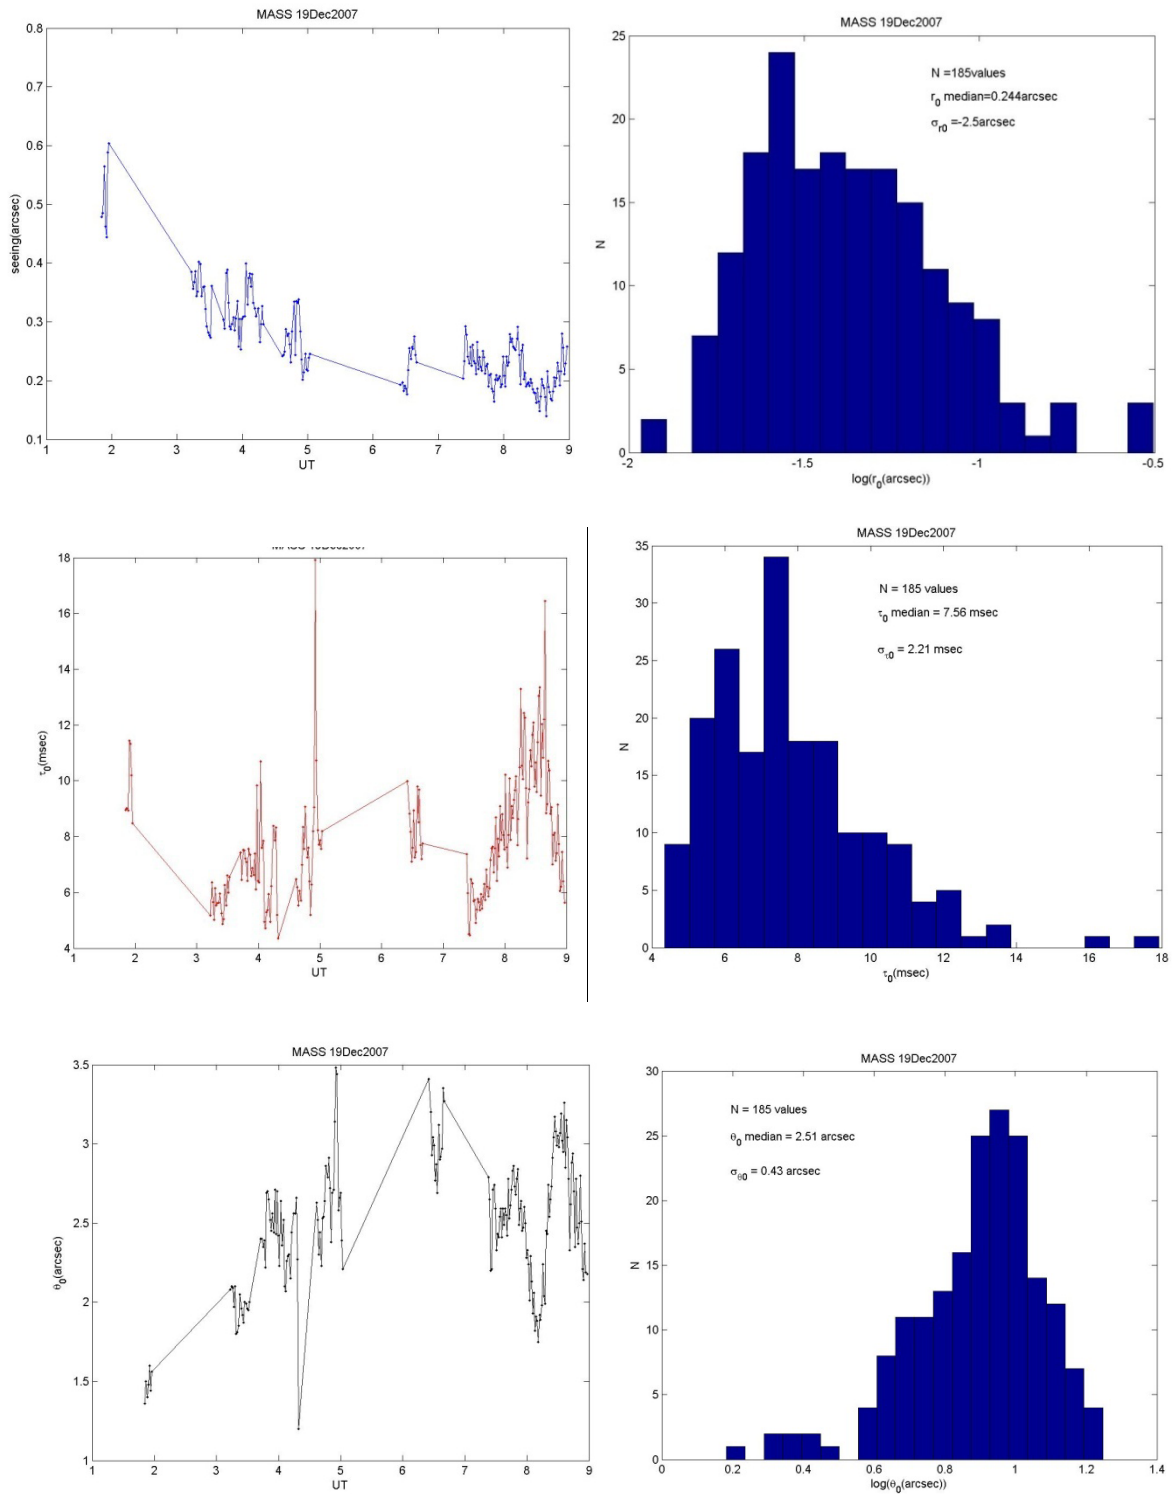 MASS 19Dec2007
0.8
0.7
0.6
0.5
0.4
0.3
0.2
0.1
seeing(arcsec)
1 2 3 4 5 6 7 8 9
UT
MASS 19Dec2007
25
20
15
10
5
0
N
N =185values
r0 median=0.244arcsec
σr0 =-2.5arcsec
-2 -1.5 -1 -0.5
log(r0(arcsec))
MASS 19Dec2007
18
16
14
12
10
8
6
4
τ0(msec)
1 2 3 4 5 6 7 8 9
UT
MASS 19Dec2007
35
30
25
20
15
10
5
0
N
N = 185 values
τ0 median = 7.56 msec
στ0 = 2.21 msec
4 6 8 10 12 14 16 18
τ0(msec)
MASS 19Dec2007
3.5
3
2.5
2
1.5
1
θ0(arcsec)
1 2 3 4 5 6 7 8 9
UT
MASS 19Dec2007
30
25
20
15
10
5
0
N
N = 185 values
θ0 median = 2.51 arcsec
σθ0 = 0.43 arcsec
0 0.2 0.4 0.6 0.8 1 1.2 1.4
log(θ0(arcsec))